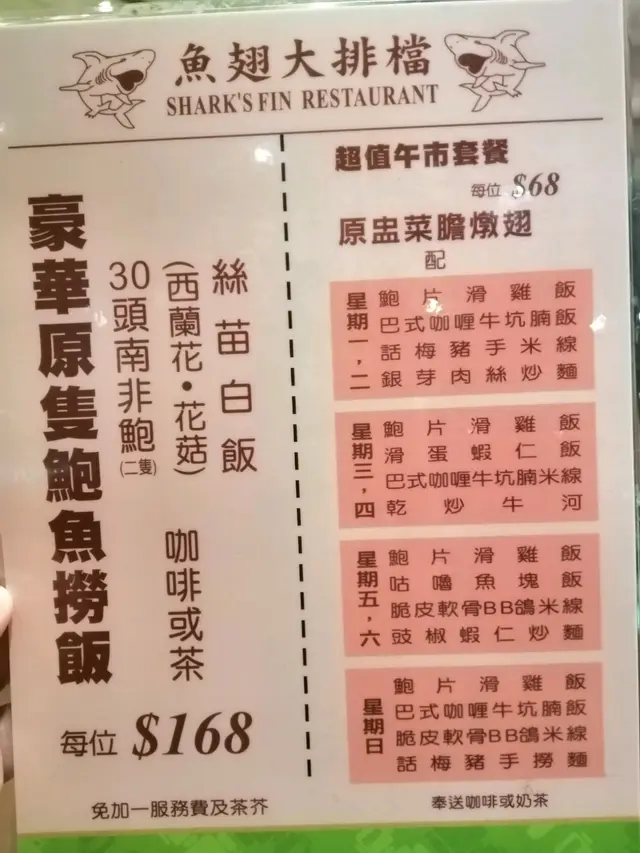 魚翅大排檔
SHARK'S FIN RESTAURANT
豪華原隻鮑魚撈飯
30頭南非鮑(二隻)
(西蘭花•花菇)
絲苗白飯
咖啡或茶
每位 $168
免加一服務費及茶芥
超值午市套餐
每位 $68
原盅菜膽燉翅
配
星期一,二
鮑片滑雞飯
巴式咖喱牛坑腩飯
話梅豬手米線
銀芽肉絲炒麵
星期三,四
鮑片滑雞飯
滑蛋蝦仁飯
巴式咖喱牛坑腩米線
乾炒牛河
星期五,六
鮑片滑雞飯
咕嚕魚塊飯
脆皮軟骨BB鴿米線
豉椒蝦仁炒麵
星期日
鮑片滑雞飯
巴式咖喱牛坑腩飯
脆皮軟骨BB鴿米線
話梅豬手撈麵
奉送咖啡或奶茶